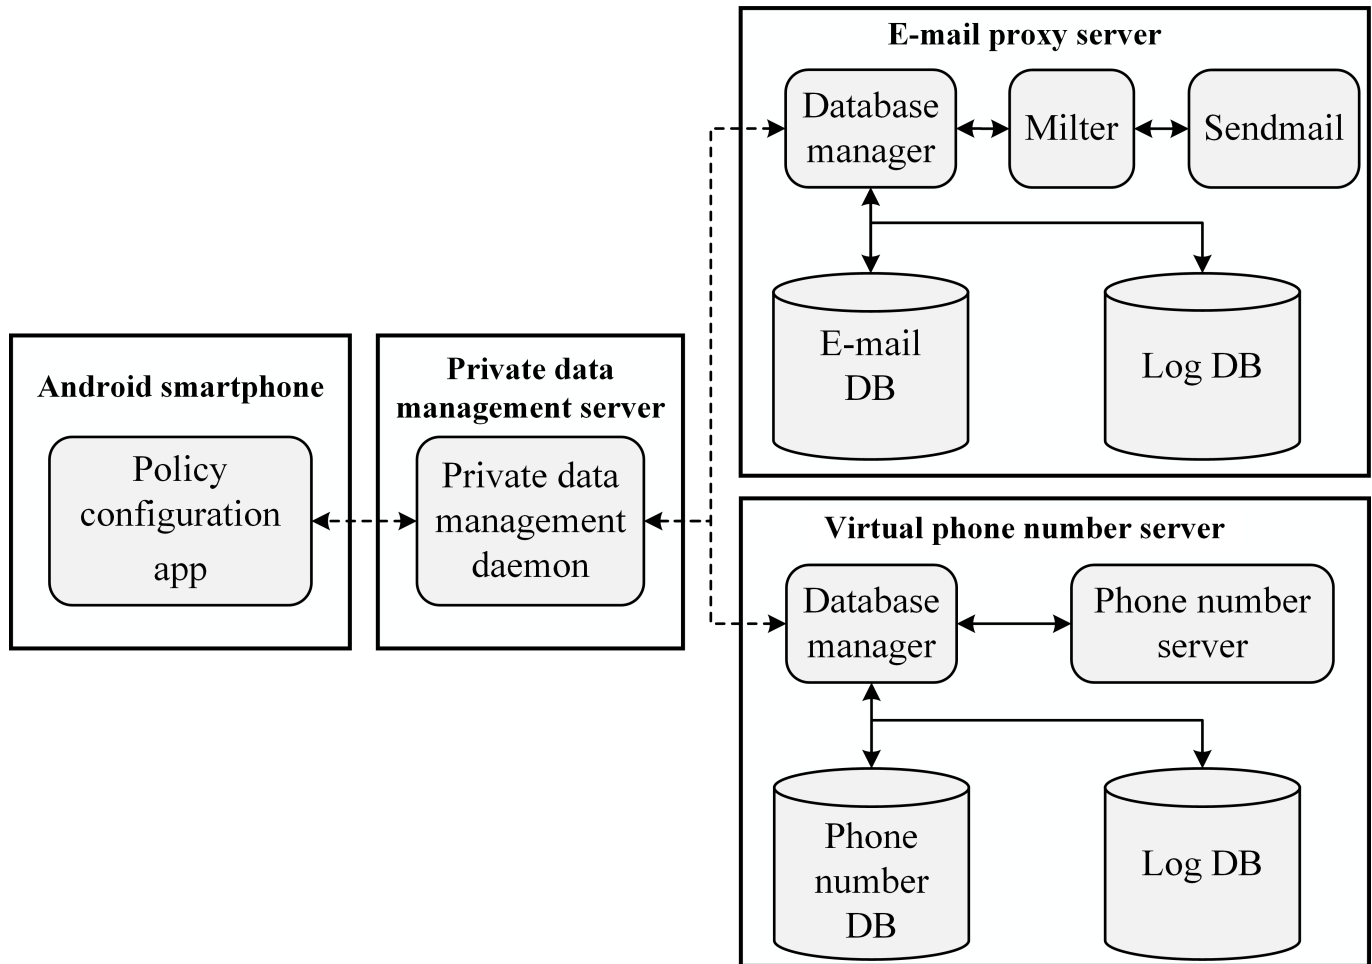 E-mail proxy server
Database
manager
Milter
Sendmail
E-mail
DB
Log DB
Android smartphone
Policy
configuration
app
Private data
management server
Private data
management
daemon
Virtual phone number server
Database
manager
Phone number
server
Phone
number
DB
Log DB